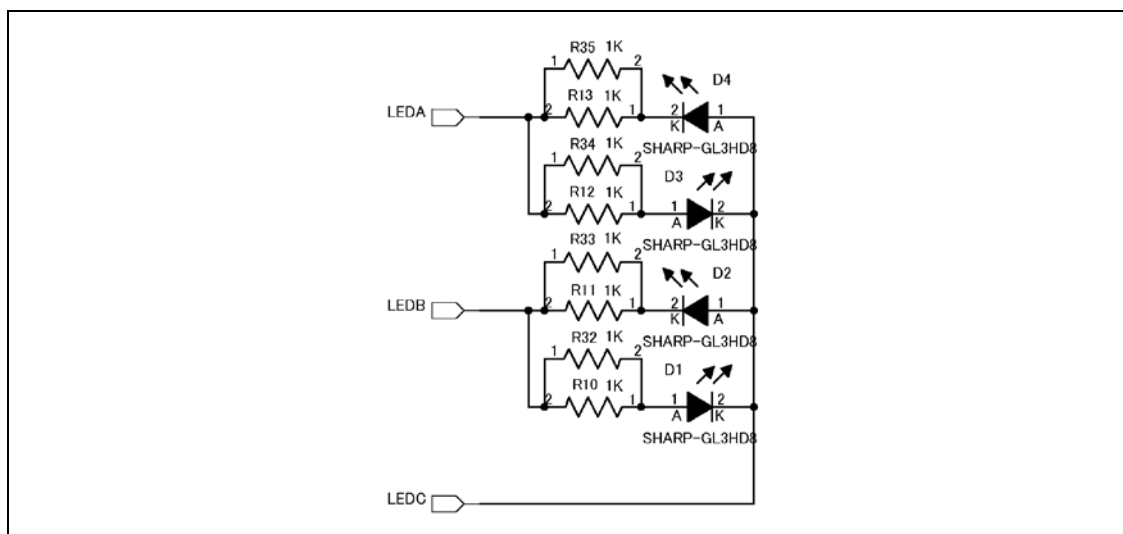 R35 1K
1 2
D4
R13 1K
LEDA
2 1
2 1
K A
R34 1K
SHARP-GL3HD8
1 2
D3
R12 1K
2 1
1 2
A K
R33 1K
SHARP-GL3HD8
1 2
D2
R11 1K
LEDB
2 1
2 1
K A
R32 1K
SHARP-GL3HD8
1 2
D1
R10 1K
2 1
1 2
A K
SHARP-GL3HD8
LEDC